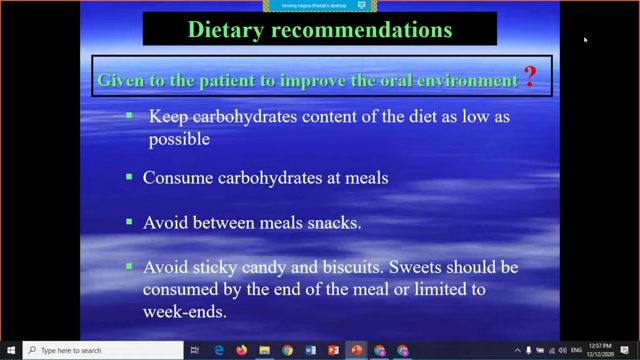 Dietary recommendations
Given to the patient to improve the oral environment ?
Keep carbohydrates content of the diet as low as
possible
Consume carbohydrates at meals
Avoid between meals snacks.
Avoid sticky candy and biscuits. Sweets should be
consumed by the end of the meal or limited to
week-ends.
Type here to search
12:57 PM
12/12/2020